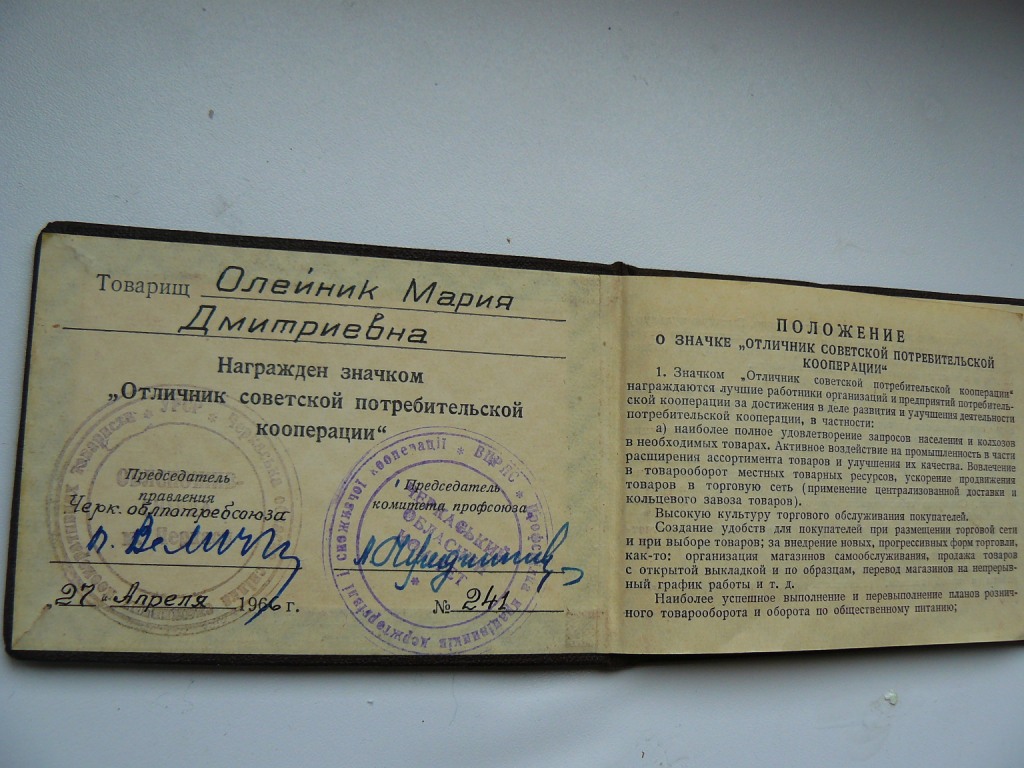 Товарищ Олейник Мария
Дмитриевна
Награжден значком
„Отличник советской потребительской
кооперации“
Председатель
правления
Черк. облпотребсоюза
Председатель
комитета профсоюза
„27“ Апреля 1966 г.
№ 241
ЧЕРКАСЬКИЙ
ОБЛАСНИЙ
ПОЛОЖЕНИЕ
О ЗНАЧКЕ „ОТЛИЧНИК СОВЕТСКОЙ ПОТРЕБИТЕЛЬСКОЙ
КООПЕРАЦИИ“
1. Значком „Отличник советской потребительской кооперации“
награждаются лучшие работники организаций и предприятий потребитель-
ской кооперации за достижения в деле развития и улучшения деятельности
потребительской кооперации, в частности:
а) наиболее полное удовлетворение запросов населения и колхозов
в необходимых товарах. Активное воздействие на промышленность в части
расширения ассортимента товаров и улучшения их качества. Вовлечение
в товарооборот местных товарных ресурсов, ускорение продвижения
товаров в торговую сеть (применение централизованной доставки и
кольцевого завоза товаров).
Высокую культуру торгового обслуживания покупателей.
Создание удобств для покупателей при размещении торговой сети
и при выборе товаров; за внедрение новых, прогрессивных форм торговли,
как-то: организации магазинов самообслуживания, продажа товаров
с открытой выкладкой и по образцам, перевод магазинов на непрерыв-
ный график работы и т. д.
Наиболее успешное выполнение и перевыполнение планов рознич-
ного товарооборота и оборота по общественному питанию;